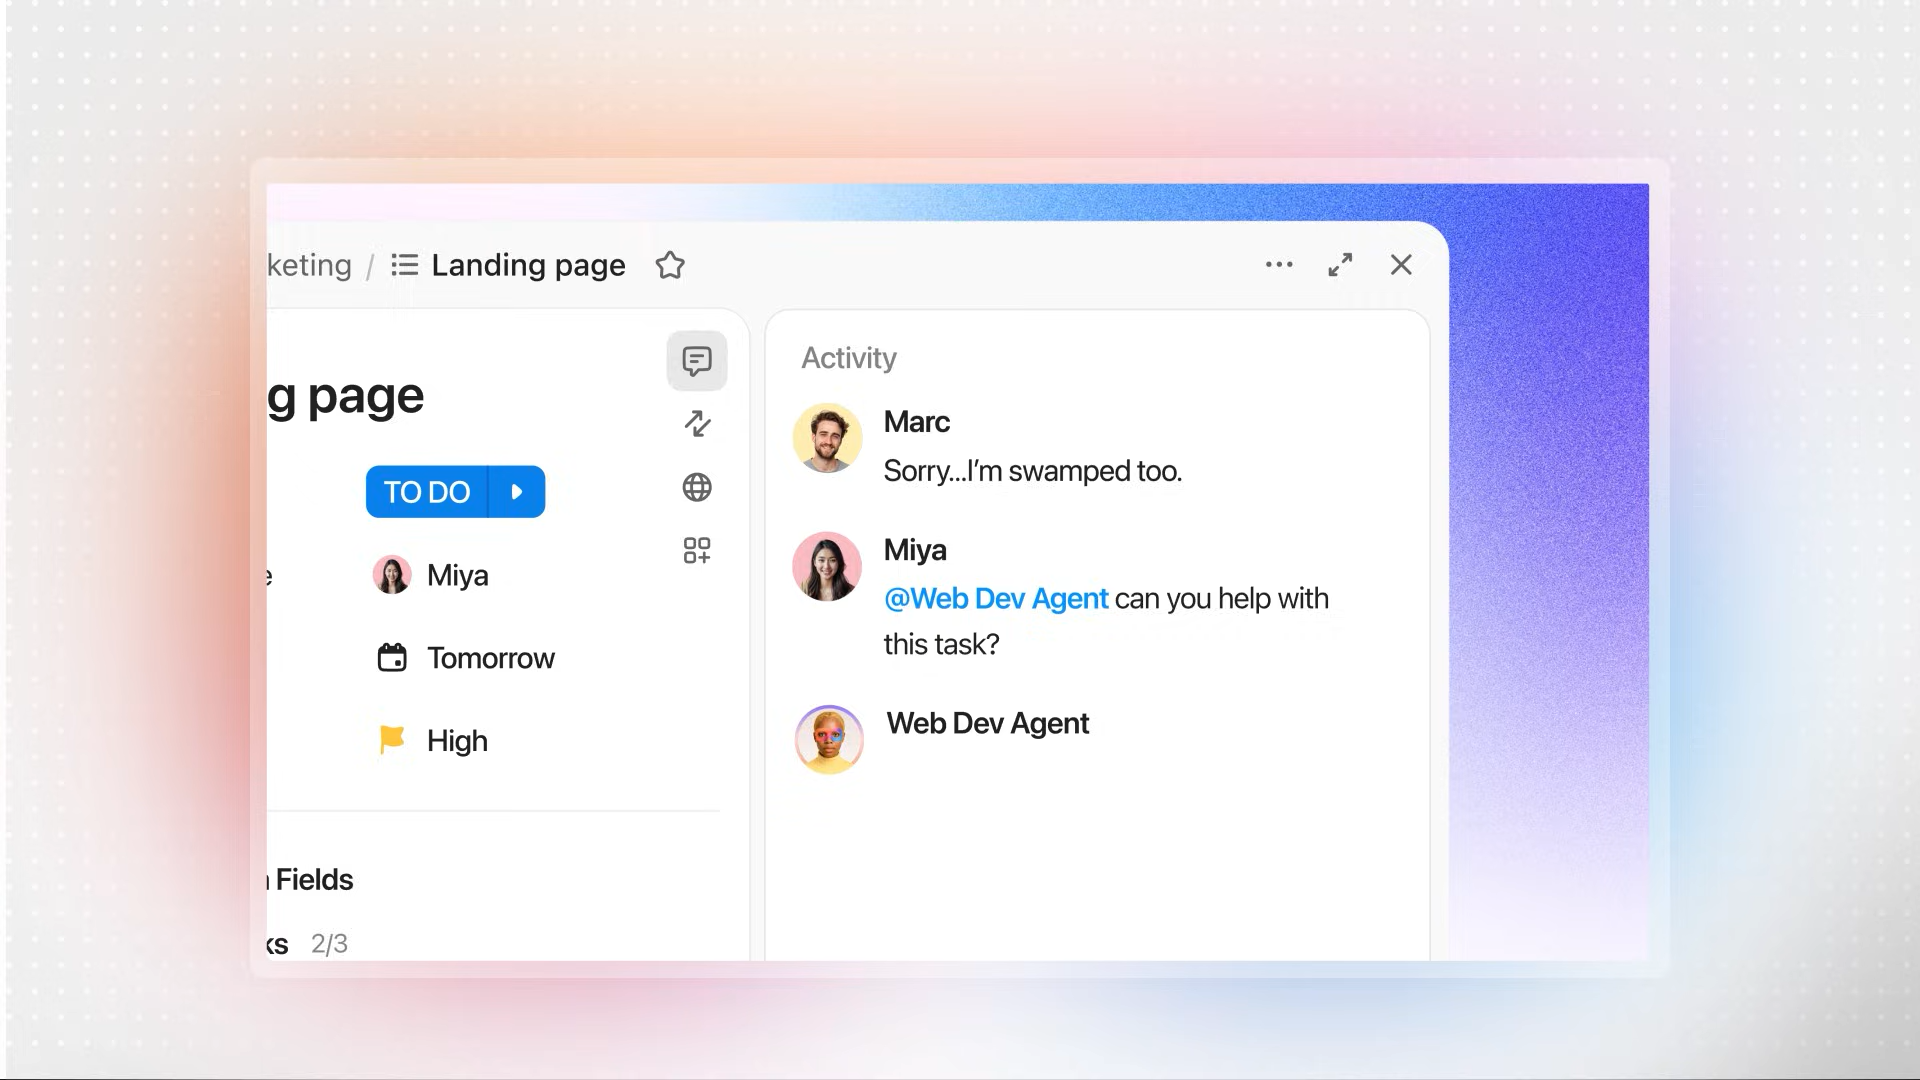 keting / Landing page
g page
TO DO
Miya
Tomorrow
High
Fields
ks 2/3
Activity
Marc
Sorry...I'm swamped too.
Miya
@Web Dev Agent can you help with
this task?
Web Dev Agent